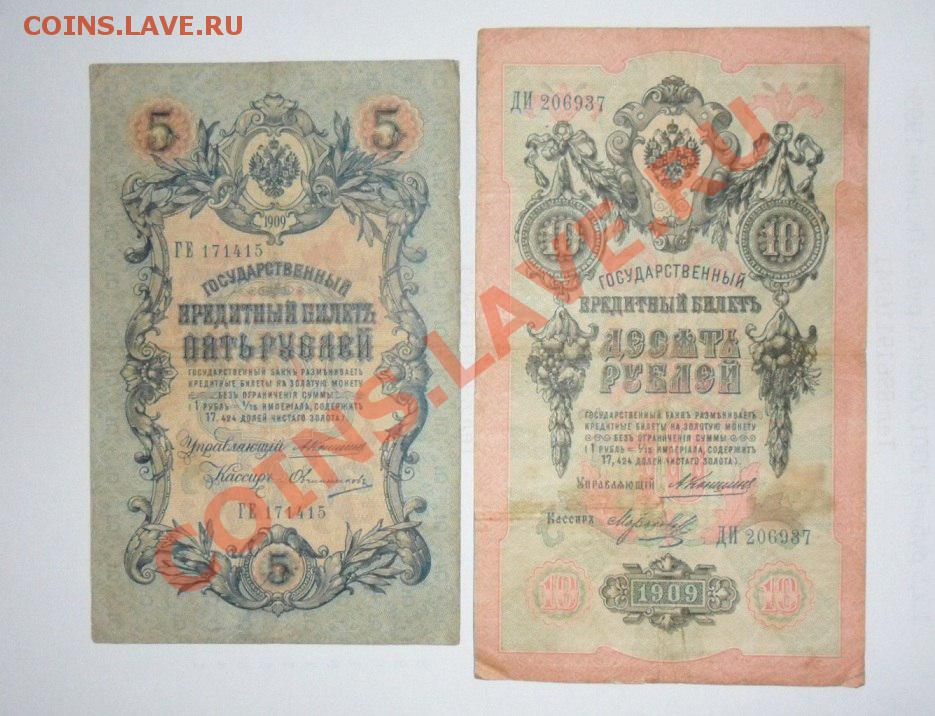 COINS.LAVE.RU
5 5
1909
ГЕ 171415
ГОСУДАРСТВЕННЫЙ
КРЕДИТНЫЙ БИЛЕТЪ
ПЯТЬ РУБЛЕЙ
ГОСУДАРСТВЕННЫЙ БАНКЪ РАЗМѢНИВАЕТЪ
КРЕДИТНЫЕ БИЛЕТЫ НА ЗОЛОТУЮ МОНЕТУ
БЕЗЪ ОГРАНИЧЕНІЯ СУММЫ
(1 РУБЛЬ = 1/15 ИМПЕРІАЛА, СОДЕРЖИТЪ
17,424 ДОЛЕЙ ЧИСТАГО ЗОЛОТА).
Управляющій А.Коншинъ
Кассиръ Овчинниковъ
ГЕ 171415
5
ДИ 206937
10 10
ГОСУДАРСТВЕННЫЙ
КРЕДИТНЫЙ БИЛЕТЪ
ДЕСЯТЬ
РУБЛЕЙ
ГОСУДАРСТВЕННЫЙ БАНКЪ РАЗМѢНИВАЕТЪ
КРЕДИТНЫЕ БИЛЕТЫ НА ЗОЛОТУЮ МОНЕТУ
БЕЗЪ ОГРАНИЧЕНІЯ СУММЫ
(1 РУБЛЬ = 1/15 ИМПЕРІАЛА, СОДЕРЖИТЪ
17,424 ДОЛЕЙ ЧИСТАГО ЗОЛОТА).
Управляющій А.Коншинъ
Кассиръ
ДИ 206937
10 1909 10
COINS.LAVE.RU